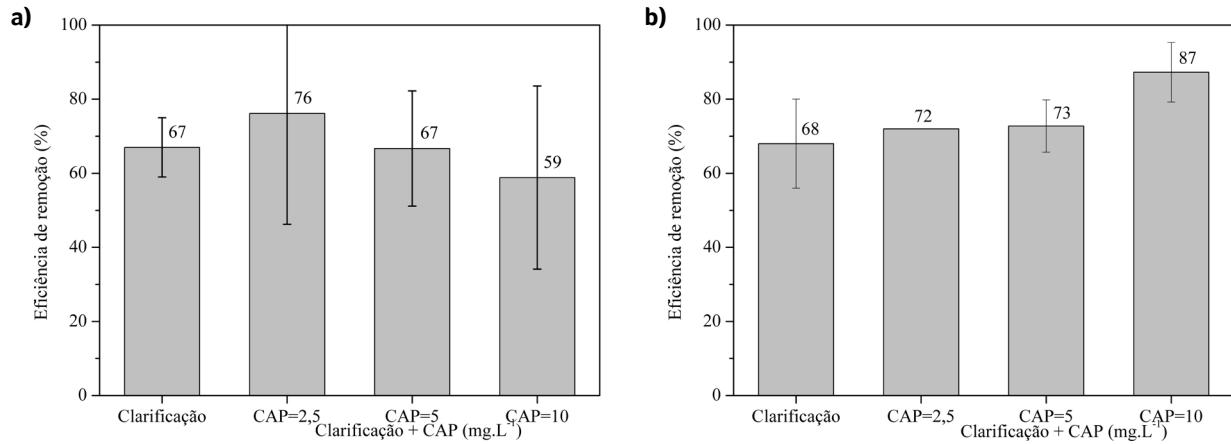 a)
Eficiência de remoção (%)
100
80
60
40
20
0
67
76
67
59
Clarificação
CAP=2,5
CAP=5
CAP=10
Clarificação + CAP (mg.L⁻¹)
b)
Eficiência de remoção (%)
100
80
60
40
20
0
68
72
73
87
Clarificação
CAP=2,5
CAP=5
CAP=10
Clarificação + CAP (mg.L⁻¹)